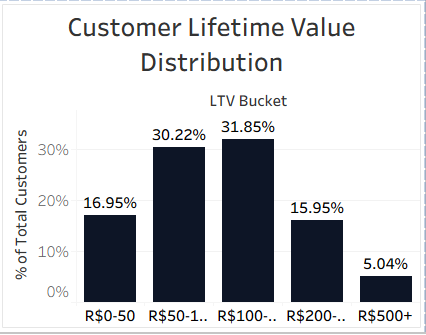 Customer Lifetime Value
Distribution
LTV Bucket
% of Total Customers
30%
20%
10%
0%
16.95%
30.22%
31.85%
15.95%
5.04%
R$0-50
R$50-1..
R$100-..
R$200-..
R$500+